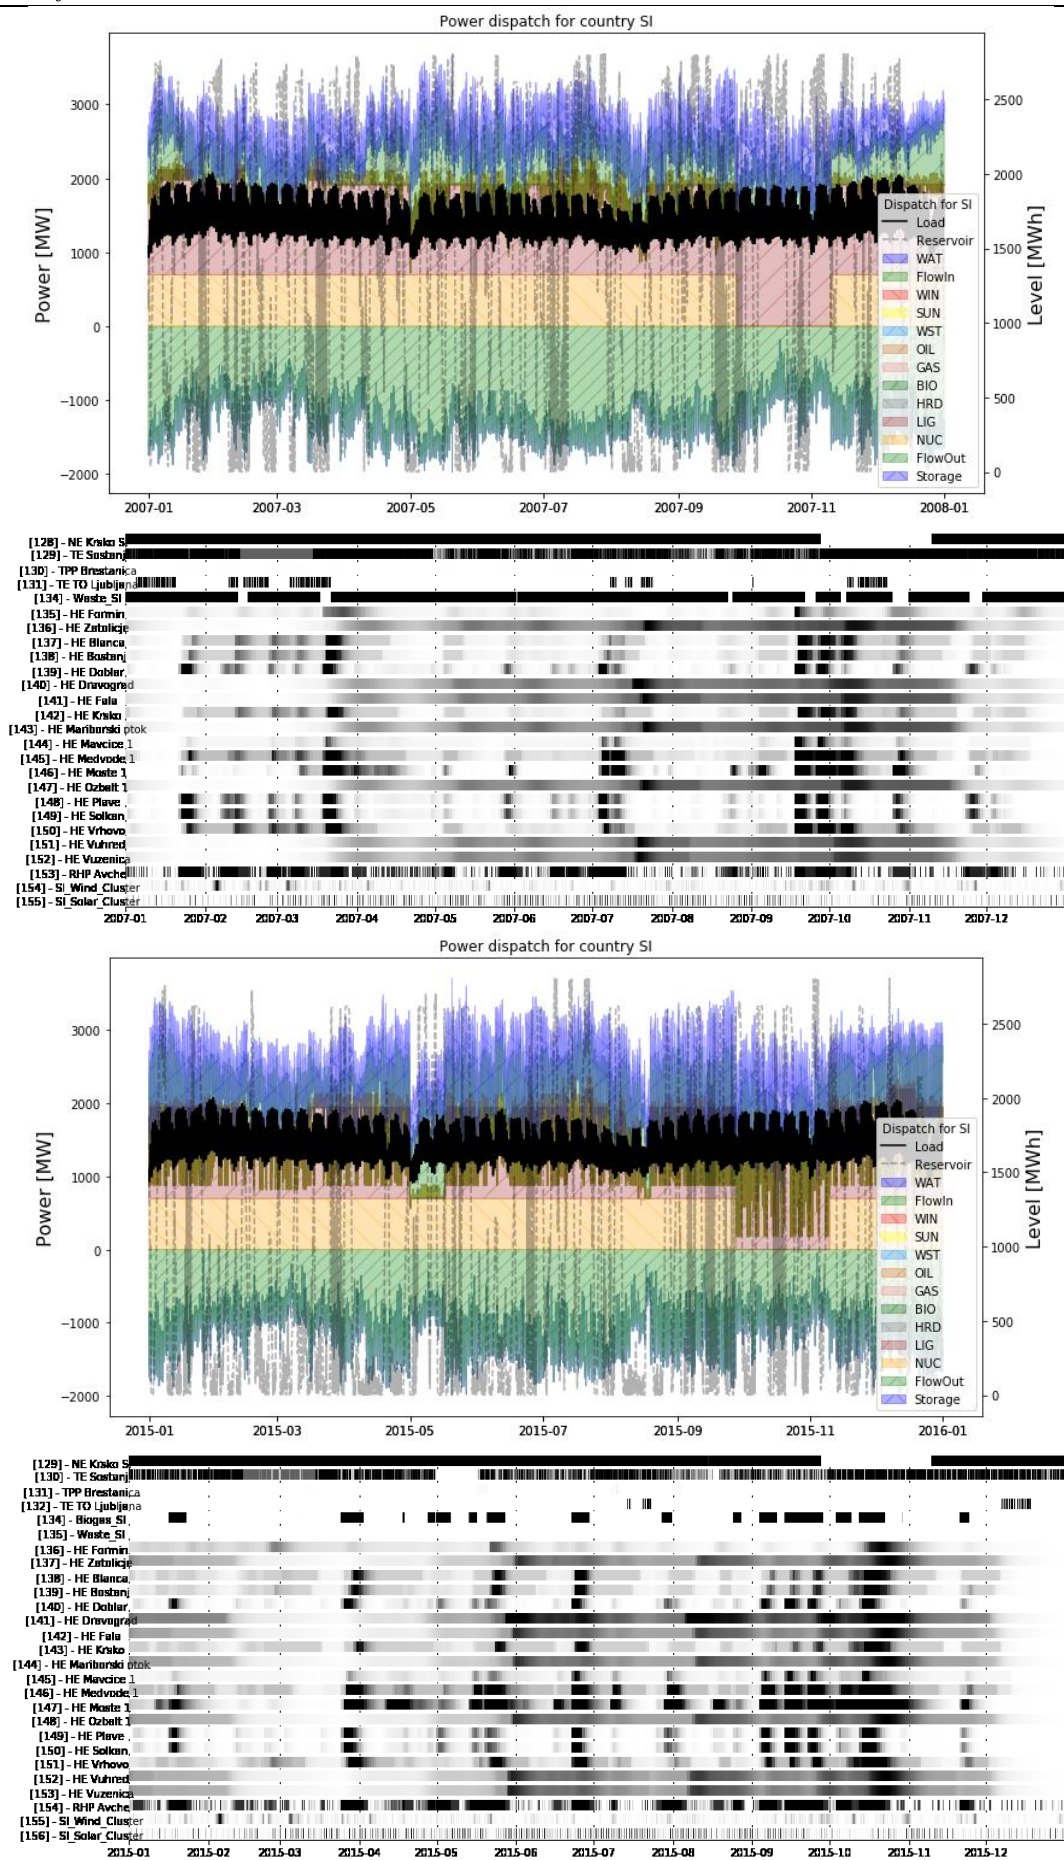 Power dispatch for country SI
Power [MW]
3000
2000
1000
0
−1000
−2000
2500
2000
1500
1000
500
0
Level [MWh]
Dispatch for SI
Load
Reservoir
WAT
FlowIn
WIN
SUN
WST
OIL
GAS
BIO
HRD
LIG
NUC
FlowOut
Storage
2007-01 2007-03 2007-05 2007-07 2007-09 2007-11 2008-01
[128] - NE Krsko S
[129] - TE Sostanj
[130] - TPP Brestanica
[131] - TE TO Ljubljana
[134] - Waste_SI
[135] - HE Formin
[136] - HE Zatolicje
[137] - HE Blanca
[138] - HE Bostanj
[139] - HE Doblar
[140] - HE Dravograd
[141] - HE Fala
[142] - HE Krsko
[143] - HE Mariborski otok
[144] - HE Mavcice 1
[145] - HE Medvode 1
[146] - HE Moste 1
[147] - HE Ozbalt 1
[148] - HE Plave
[149] - HE Solkan
[150] - HE Vrhovo
[151] - HE Vuhred
[152] - HE Vuzenica
[153] - RHP Avche
[154] - SI_Wind_Cluster
[155] - SI_Solar_Cluster
2007-01 2007-02 2007-03 2007-04 2007-05 2007-06 2007-07 2007-08 2007-09 2007-10 2007-11 2007-12
Power dispatch for country SI
Power [MW]
3000
2000
1000
0
−1000
−2000
2500
2000
1500
1000
500
0
Level [MWh]
Dispatch for SI
Load
Reservoir
WAT
FlowIn
WIN
SUN
WST
OIL
GAS
BIO
HRD
LIG
NUC
FlowOut
Storage
2015-01 2015-03 2015-05 2015-07 2015-09 2015-11 2016-01
[129] - NE Krsko S
[130] - TE Sostanj
[131] - TPP Brestanica
[132] - TE TO Ljubljana
[134] - Biogas_SI
[135] - Waste_SI
[136] - HE Formin
[137] - HE Zatolicje
[138] - HE Blanca
[139] - HE Bostanj
[140] - HE Doblar
[141] - HE Dravograd
[142] - HE Fala
[143] - HE Krsko
[144] - HE Mariborski otok
[145] - HE Mavcice 1
[146] - HE Medvode 1
[147] - HE Moste 1
[148] - HE Ozbalt 1
[149] - HE Plave
[150] - HE Solkan
[151] - HE Vrhovo
[152] - HE Vuhred
[153] - HE Vuzenica
[154] - RHP Avche
[155] - SI_Wind_Cluster
[156] - SI_Solar_Cluster
2015-01 2015-02 2015-03 2015-04 2015-05 2015-06 2015-07 2015-08 2015-09 2015-10 2015-11 2015-12